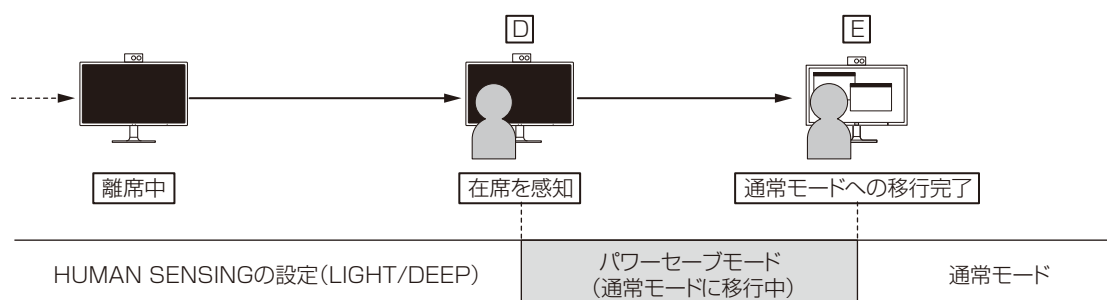 D
E
離席中
在席を感知
通常モードへの移行完了
HUMAN SENSINGの設定(LIGHT/DEEP)
パワーセーブモード
(通常モードに移行中)
通常モード